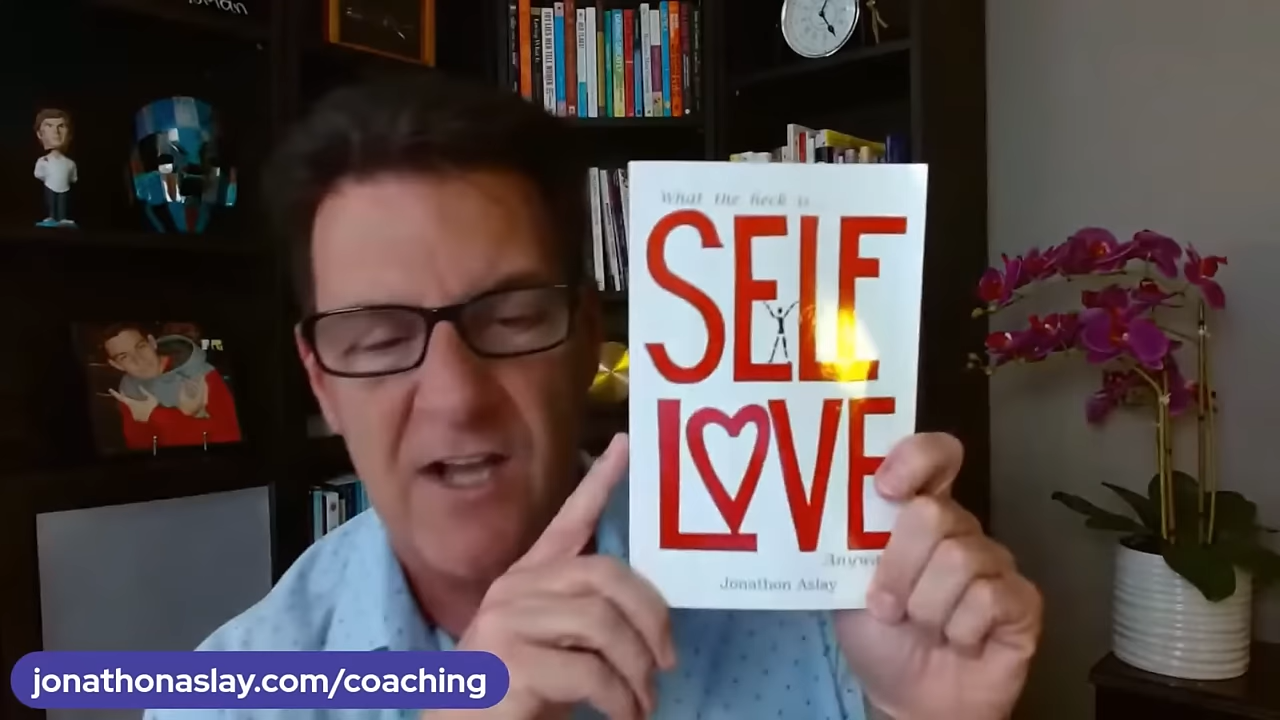 What the heck is
SELF
LOVE
Jonathon Aslay
jonathonaslay.com/coaching